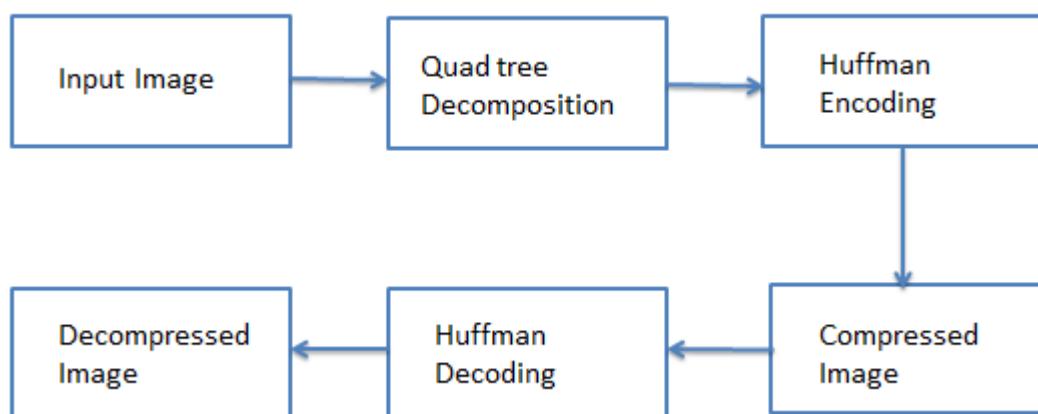 Input Image
Quad tree
Decomposition
Huffman
Encoding
Compressed
Image
Huffman
Decoding
Decompressed
Image